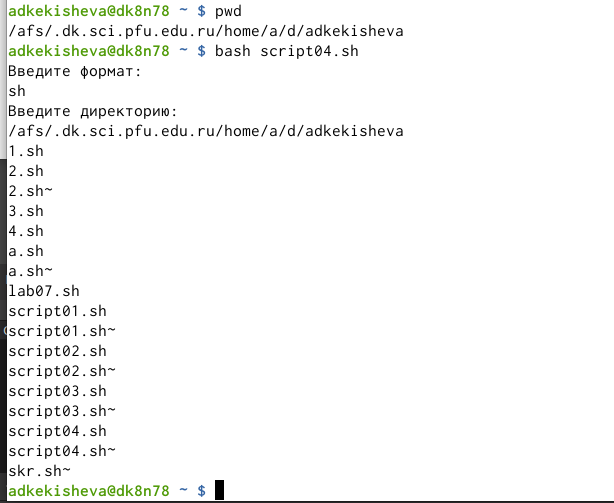 adkekisheva@dk8n78 ~ $ pwd
/afs/.dk.sci.pfu.edu.ru/home/a/d/adkekisheva
adkekisheva@dk8n78 ~ $ bash script04.sh
Введите формат:
sh
Введите директорию:
/afs/.dk.sci.pfu.edu.ru/home/a/d/adkekisheva
1.sh
2.sh
2.sh~
3.sh
4.sh
a.sh
a.sh~
lab07.sh
script01.sh
script01.sh~
script02.sh
script02.sh~
script03.sh
script03.sh~
script04.sh
script04.sh~
skr.sh~
adkekisheva@dk8n78 ~ $